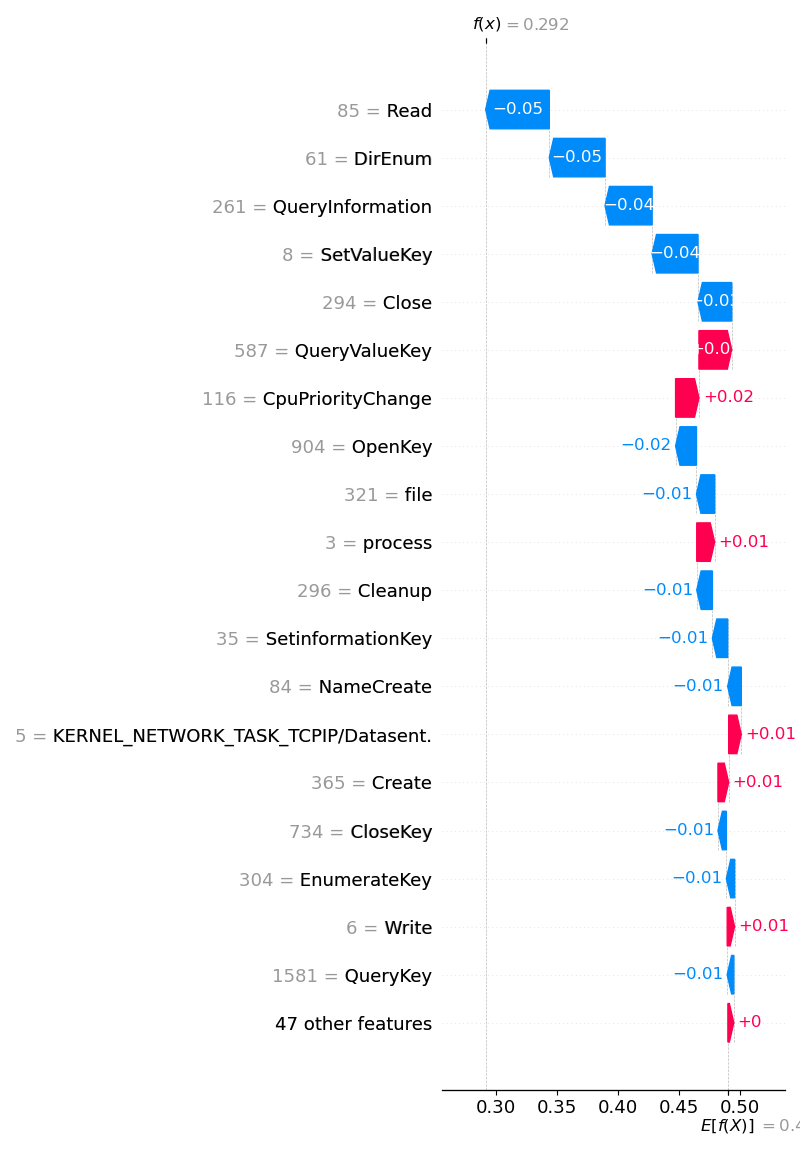 f(x) = 0.292
85 = Read
−0.05
61 = DirEnum
−0.05
261 = QueryInformation
−0.04
8 = SetValueKey
−0.04
294 = Close
587 = QueryValueKey
116 = CpuPriorityChange
+0.02
904 = OpenKey
−0.02
321 = file
−0.01
3 = process
+0.01
296 = Cleanup
−0.01
35 = SetinformationKey
−0.01
84 = NameCreate
−0.01
5 = KERNEL_NETWORK_TASK_TCPIP/Datasent.
+0.01
365 = Create
+0.01
734 = CloseKey
−0.01
304 = EnumerateKey
−0.01
6 = Write
+0.01
1581 = QueryKey
−0.01
47 other features
+0
0.30 0.35 0.40 0.45 0.50
E[f(X)] =